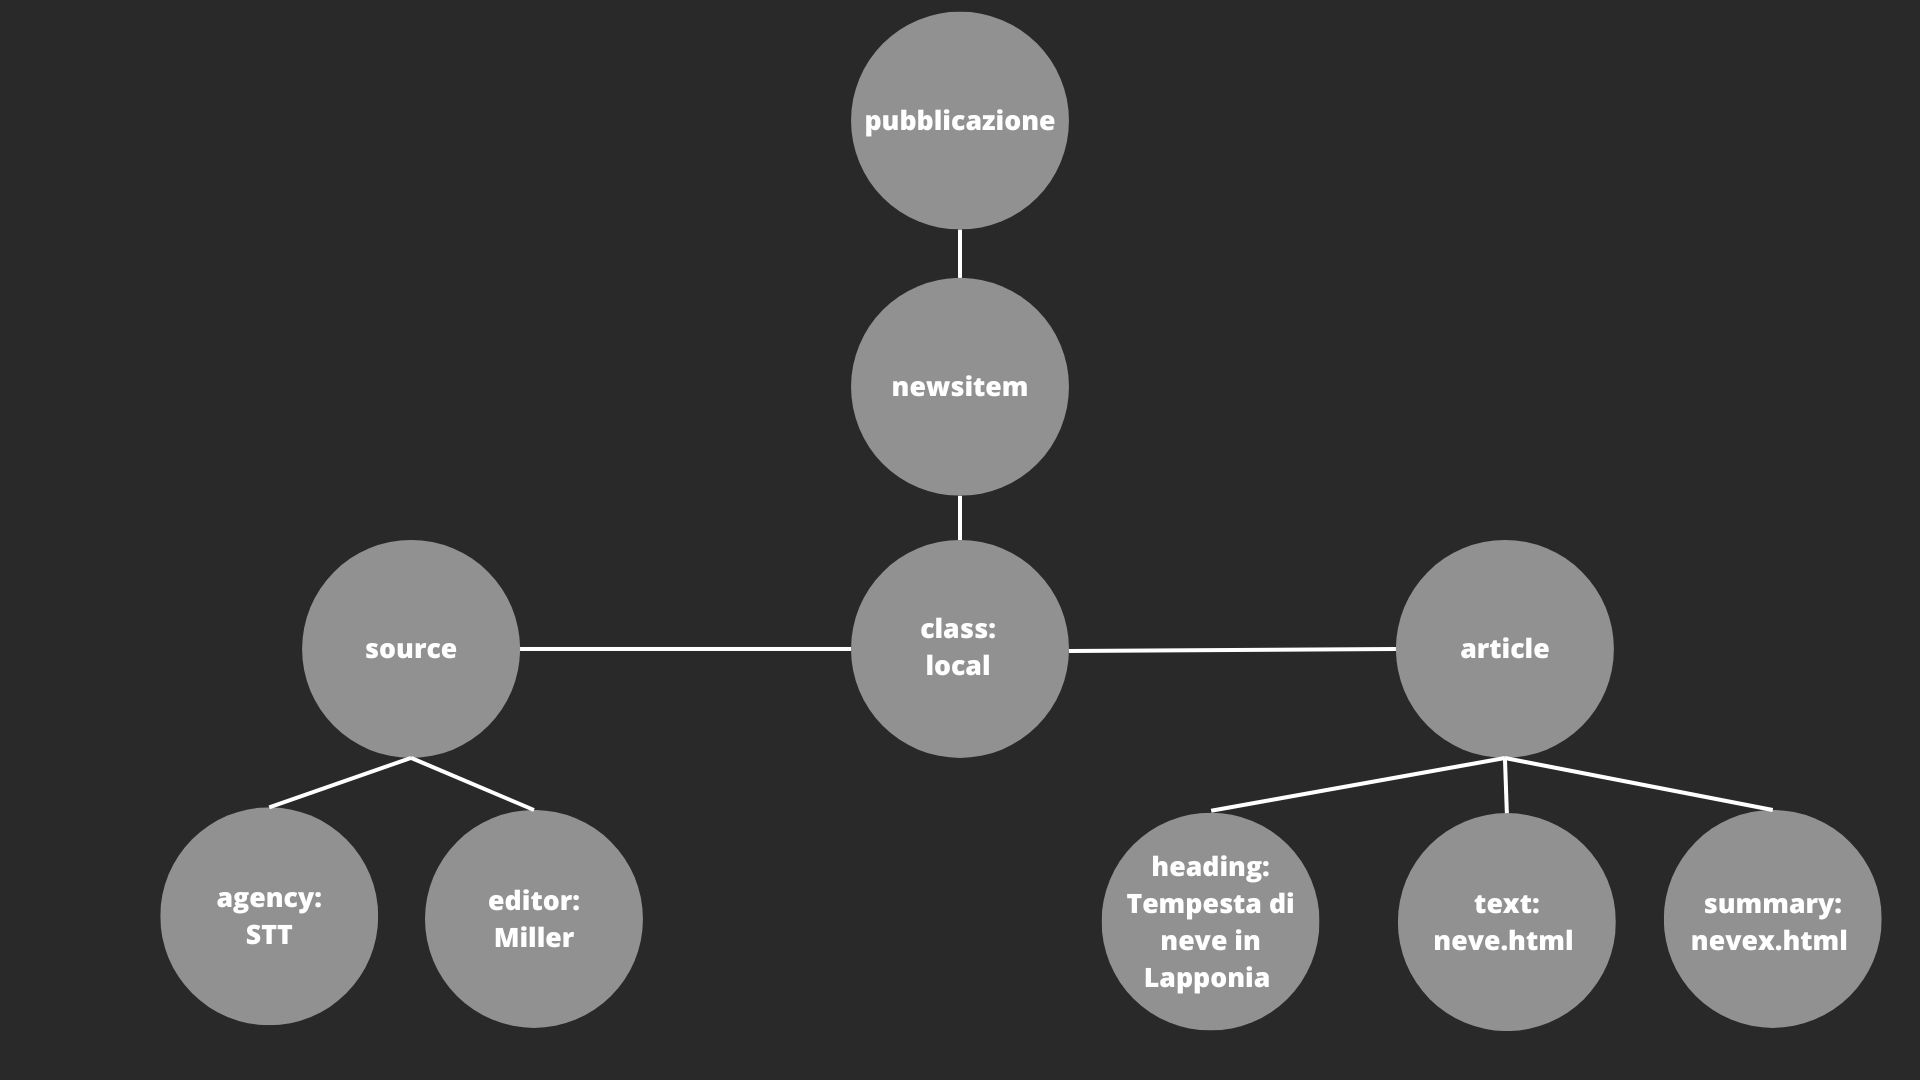 pubblicazione
newsitem
source
class:
local
article
agency:
STT
editor:
Miller
heading:
Tempesta di
neve in
Lapponia
text:
neve.html
summary:
nevex.html